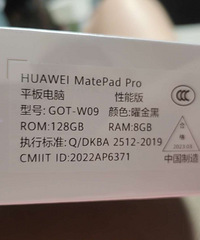 HUAWEI MatePad Pro
平板电脑 性能版
型号: GOT-W09 颜色:曜金黑
ROM:128GB RAM:8GB
执行标准: Q/DKBA 2512-2019
CMIIT ID:2022AP6371
中国制造